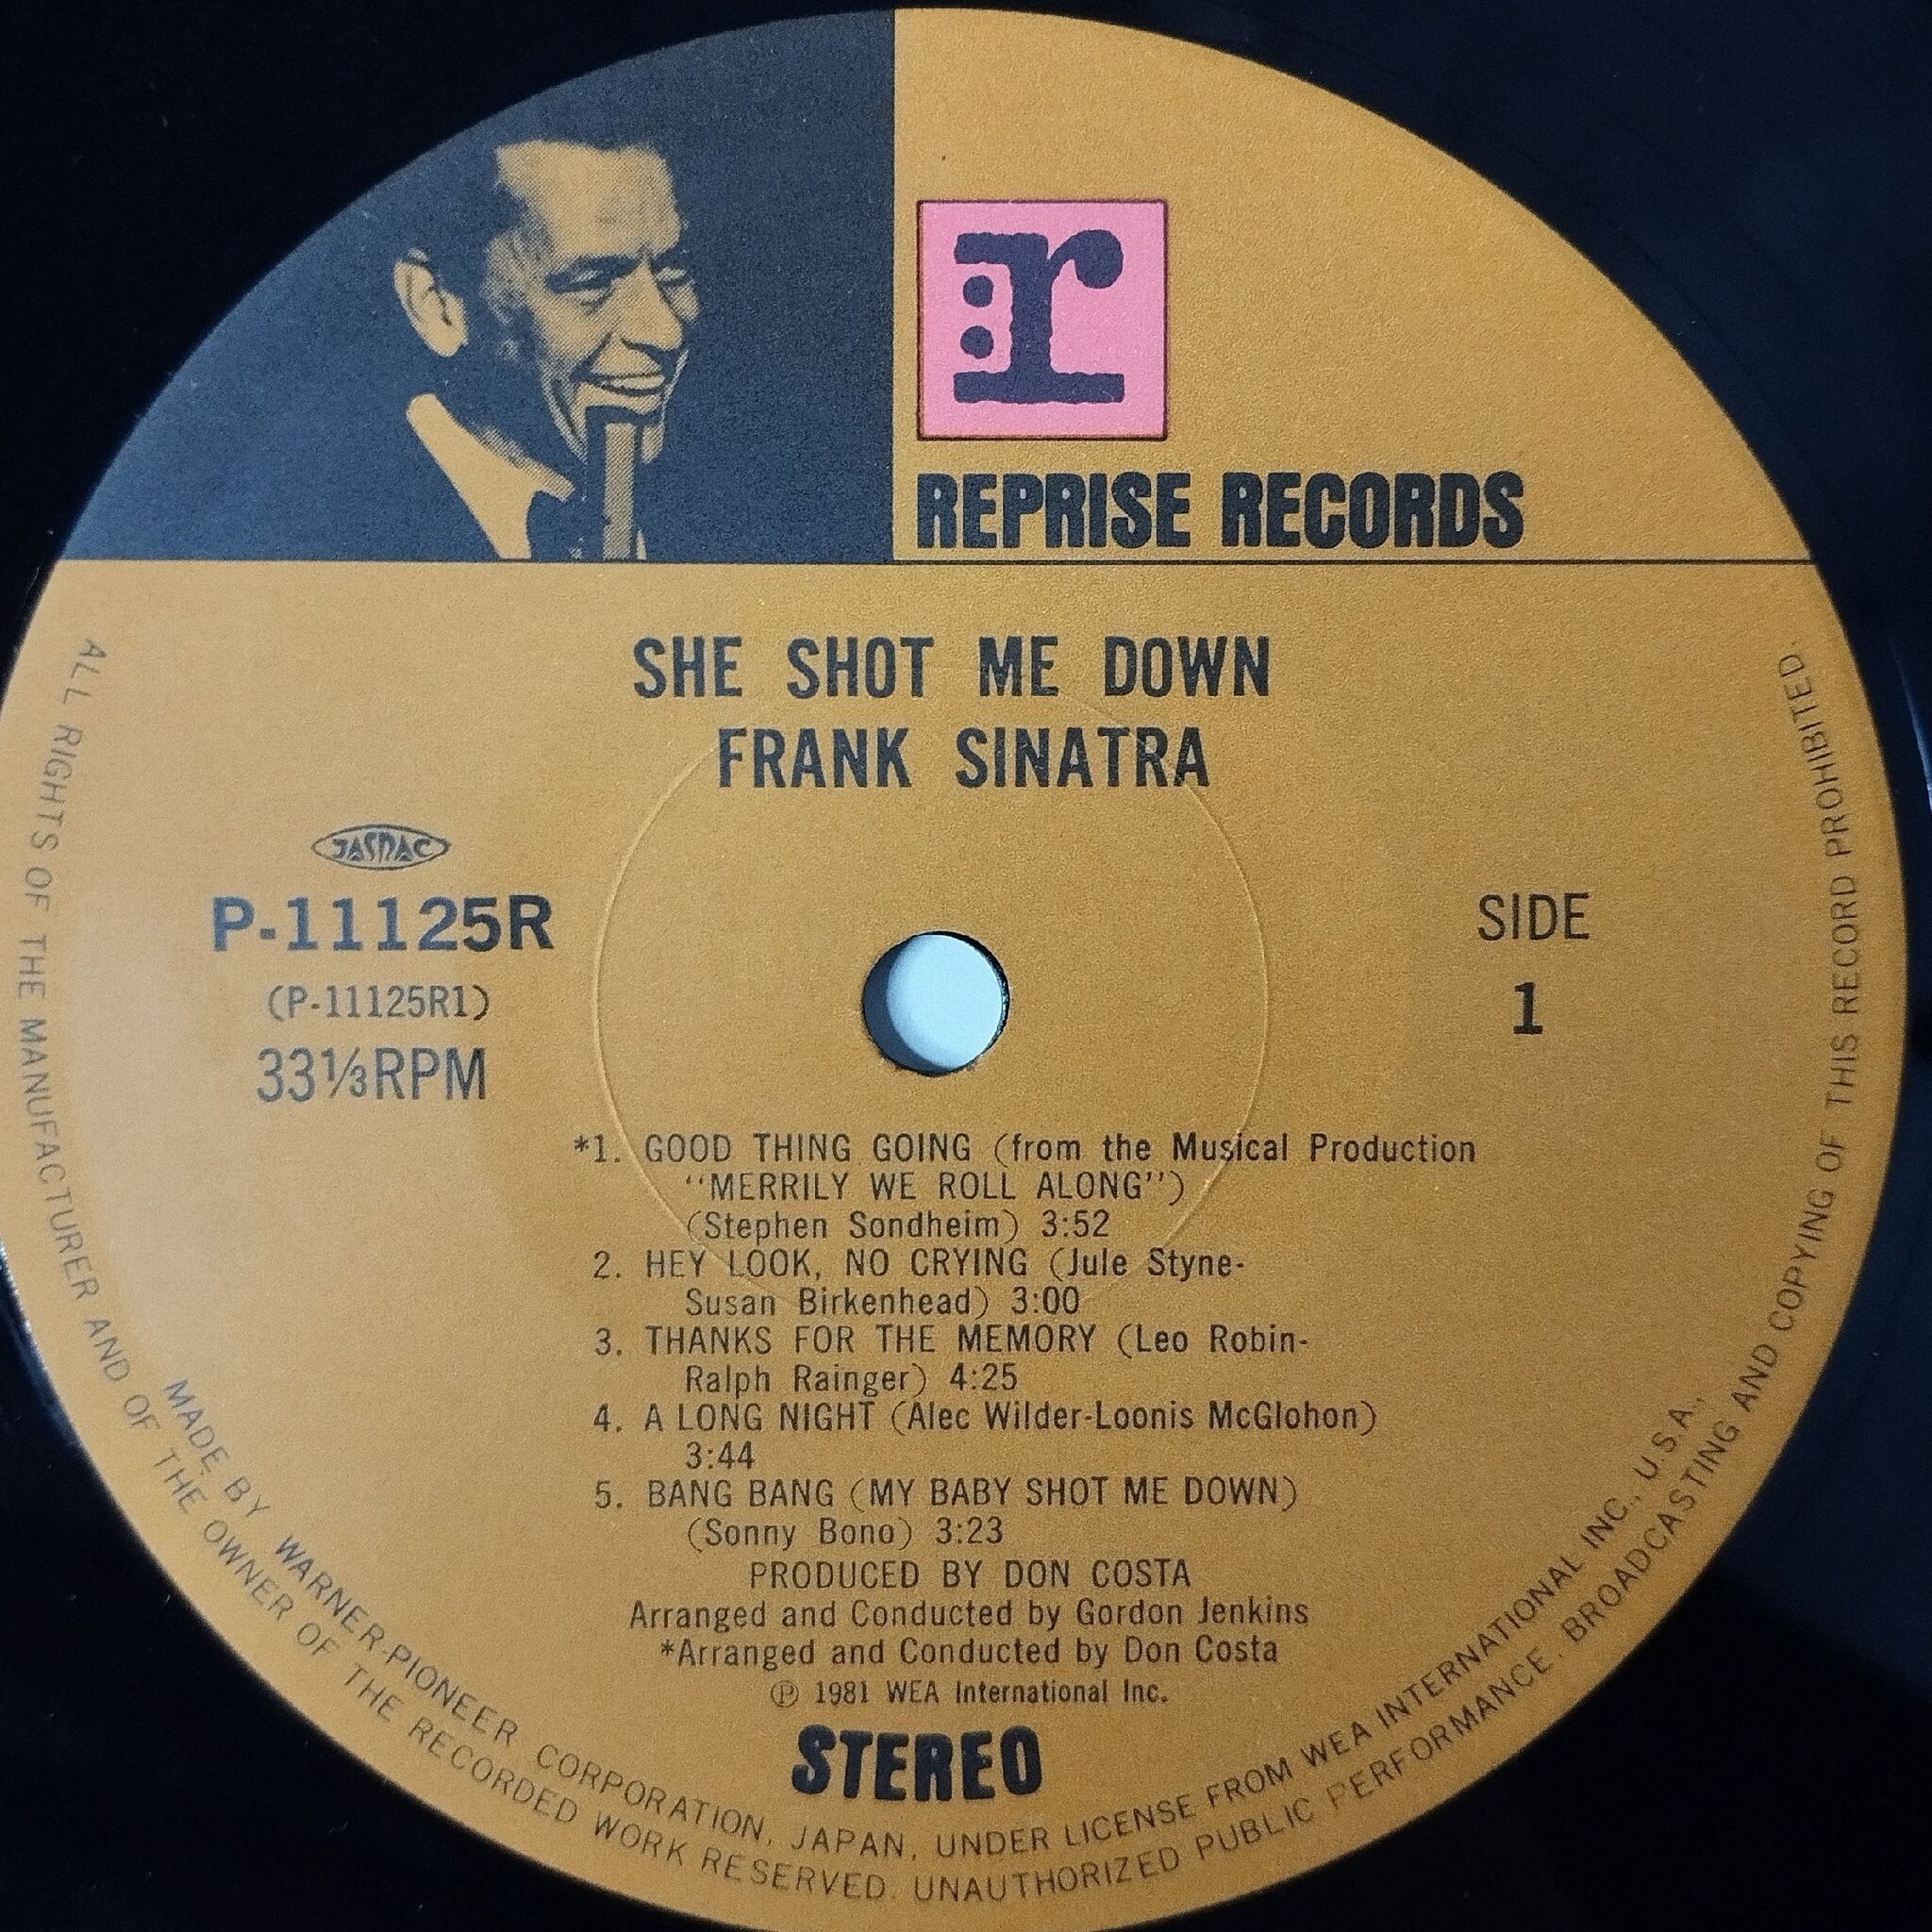 r
REPRISE RECORDS
SHE SHOT ME DOWN
FRANK SINATRA
JASRAC
P-11125R
(P-11125R1)
33⅓RPM
SIDE
1
*1. GOOD THING GOING (from the Musical Production
"MERRILY WE ROLL ALONG")
(Stephen Sondheim) 3:52
2. HEY LOOK, NO CRYING (Jule Styne-
Susan Birkenhead) 3:00
3. THANKS FOR THE MEMORY (Leo Robin-
Ralph Rainger) 4:25
4. A LONG NIGHT (Alec Wilder-Loonis McGlohon)
3:44
5. BANG BANG (MY BABY SHOT ME DOWN)
(Sonny Bono) 3:23
PRODUCED BY DON COSTA
Arranged and Conducted by Gordon Jenkins
*Arranged and Conducted by Don Costa
℗ 1981 WEA International Inc.
STEREO
MADE BY WARNER-PIONEER CORPORATION, JAPAN, UNDER LICENSE FROM WEA INTERNATIONAL INC., U.S.A.,
ALL RIGHTS OF THE MANUFACTURER AND OF THE OWNER OF THE RECORDED WORK RESERVED. UNAUTHORIZED PUBLIC PERFORMANCE, BROADCASTING AND COPYING OF THIS RECORD PROHIBITED.